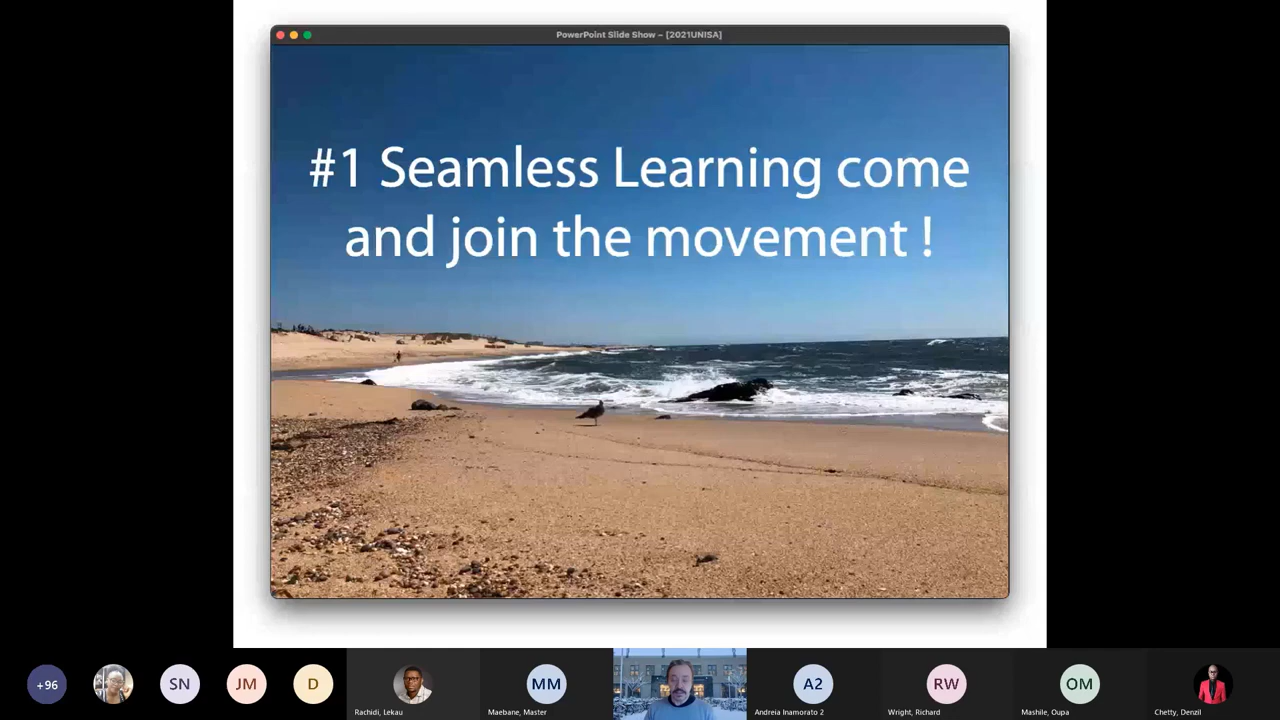 PowerPoint Slide Show – [2021UNISA]
#1 Seamless Learning come
and join the movement !
+96
SN
JM
D
Rachidi, Lekau
MM
Maebane, Master
A2
Andreia Inamorato 2
RW
Wright, Richard
OM
Mashile, Oupa
Chetty, Denzil